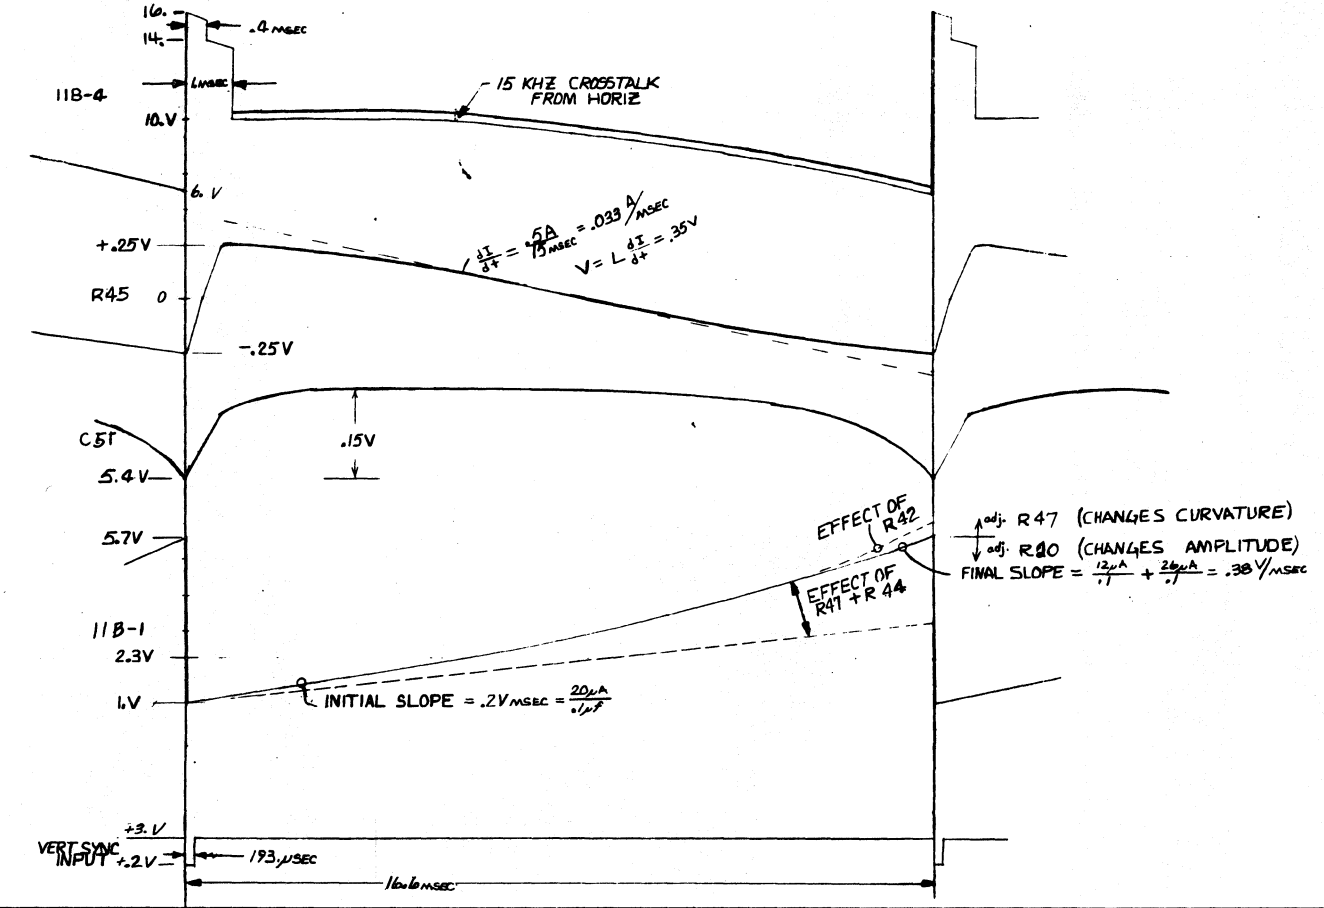 16.
.4 MSEC
14.
11B-4
1. MSEC
15 KHZ CROSSTALK
FROM HORIZ
10.V
6. V
dI/dt = .5A/15 MSEC = .033 A/MSEC
V = L dI/dt = .35V
+.25V
R45 0
-.25V
C51
.15V
5.4V
5.7V
EFFECT OF
R42
adj. R47 (CHANGES CURVATURE)
adj. R20 (CHANGES AMPLITUDE)
FINAL SLOPE = 12µA/.1 + 26µA/.1 = .38 V/MSEC
EFFECT OF
R47 + R44
11B-1
2.3V
1.V
INITIAL SLOPE = .2V MSEC = 20µA/.1µf
+3. V
VERT SYNC
INPUT +.2V
193. µSEC
16.6 MSEC